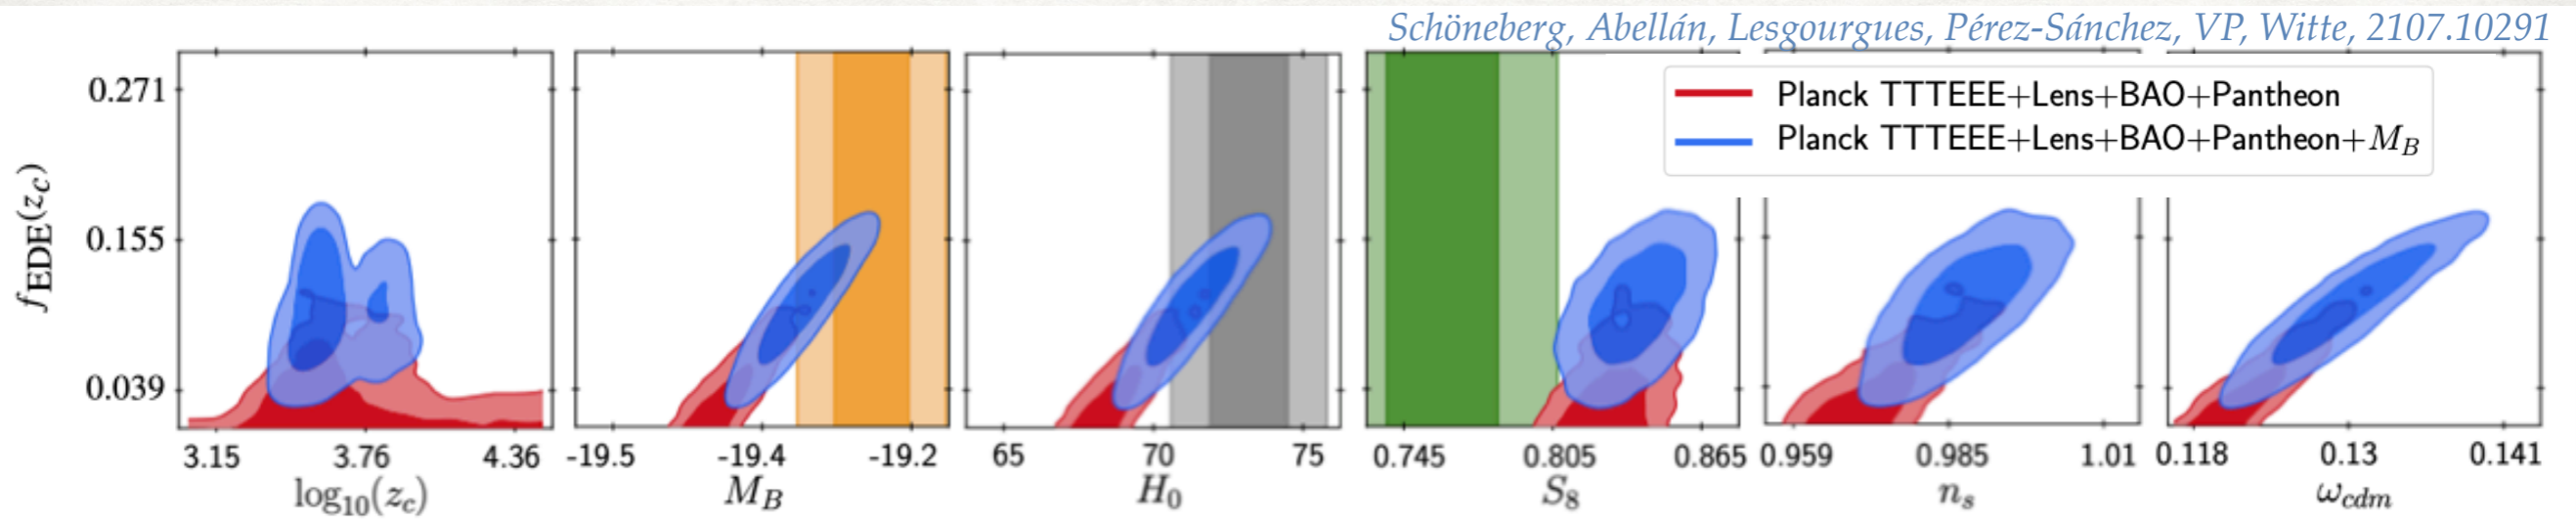 Schöneberg, Abellán, Lesgourgues, Pérez-Sánchez, VP, Witte, 2107.10291
Planck TTTEEE+Lens+BAO+Pantheon
Planck TTTEEE+Lens+BAO+Pantheon+M_B
f_EDE(z_c)
0.271
0.155
0.039
3.15 3.76 4.36 -19.5 -19.4 -19.2 65 70 75 0.745 0.805 0.865 0.959 0.985 1.01 0.118 0.13 0.141
log₁₀(z_c) M_B H₀ S₈ n_s ω_cdm